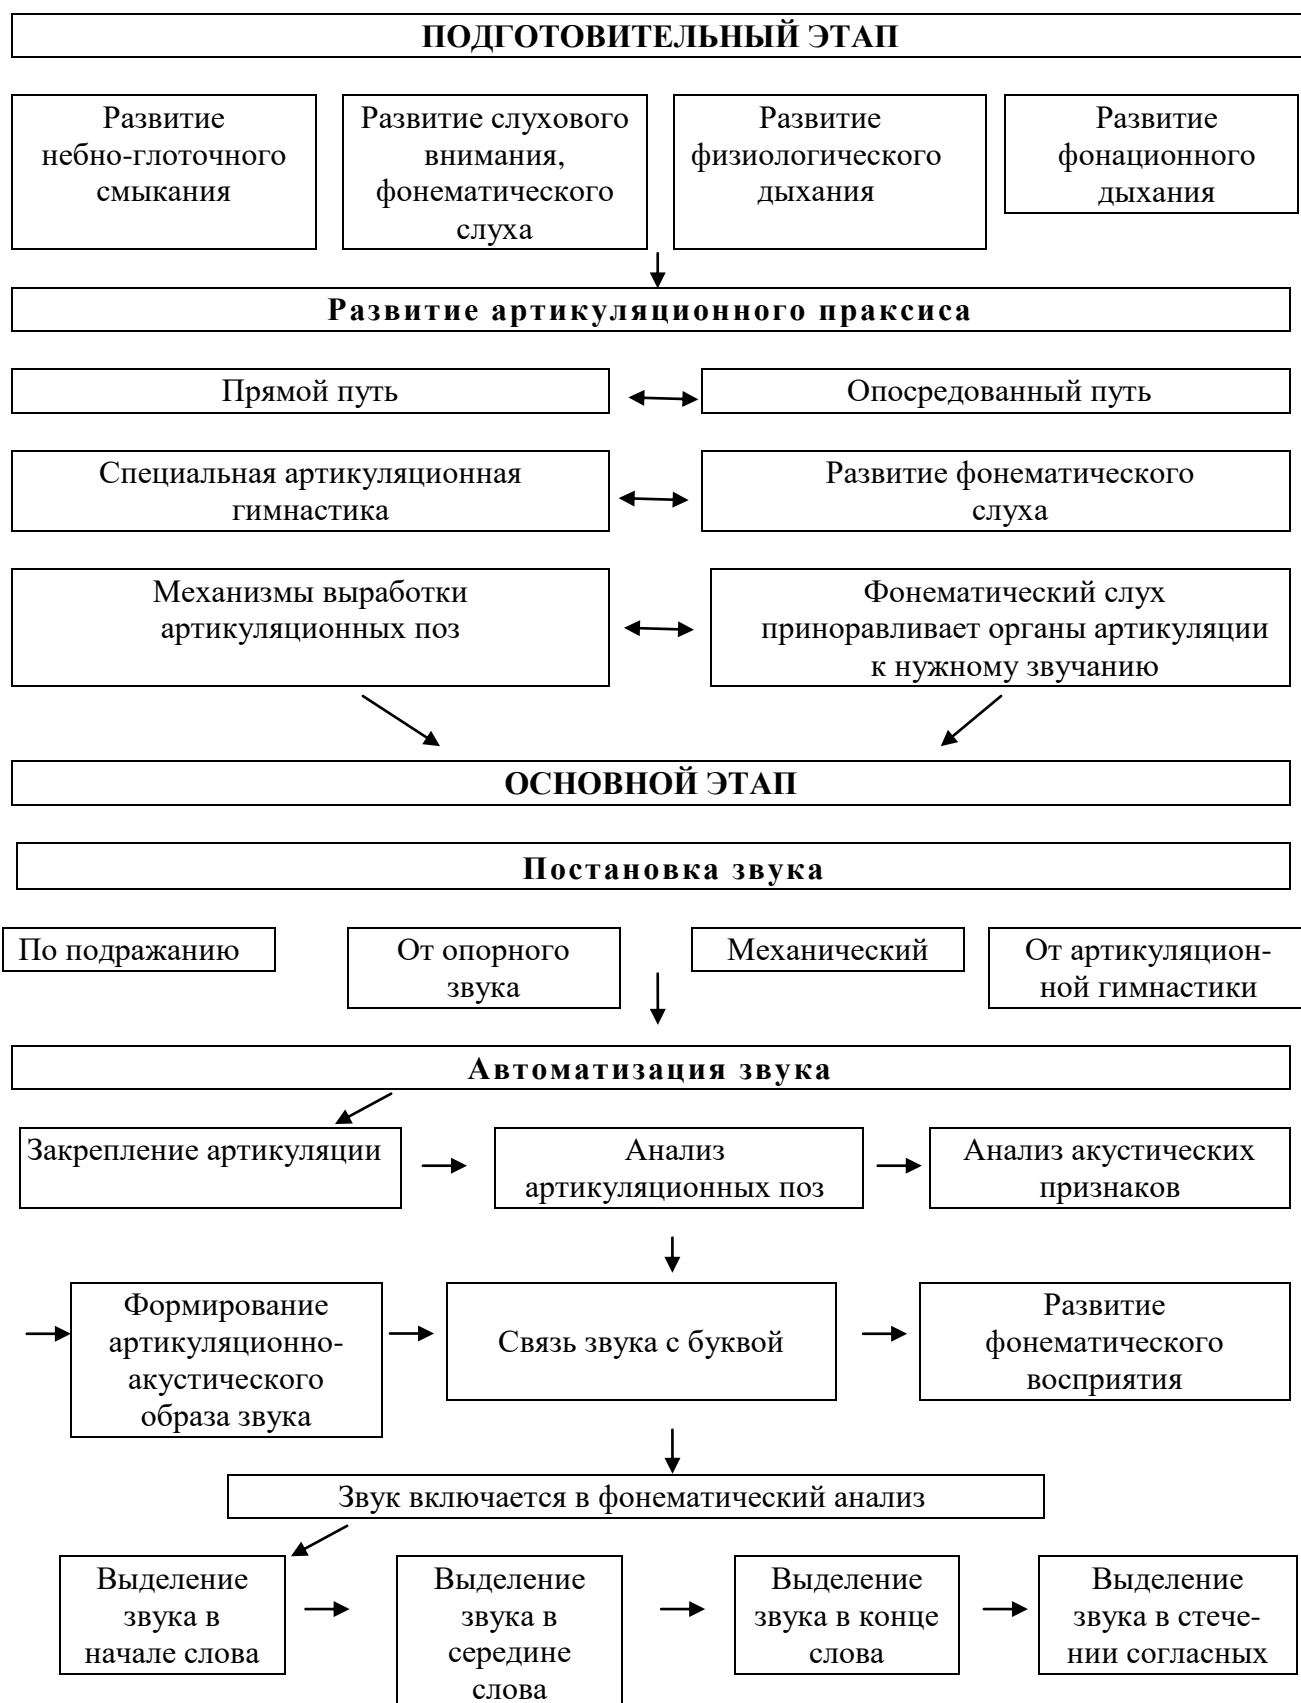 ПОДГОТОВИТЕЛЬНЫЙ ЭТАП
Развитие
небно-глоточного
смыкания
Развитие слухового
внимания,
фонематического
слуха
Развитие
физиологического
дыхания
Развитие
фонационного
дыхания
Развитие артикуляционного праксиса
Прямой путь
Опосредованный путь
Специальная артикуляционная
гимнастика
Развитие фонематического
слуха
Механизмы выработки
артикуляционных поз
Фонематический слух
приноравливает органы артикуляции
к нужному звучанию
ОСНОВНОЙ ЭТАП
Постановка звука
По подражанию
От опорного
звука
Механический
От артикуляцион-
ной гимнастики
Автоматизация звука
Закрепление артикуляции
Анализ
артикуляционных поз
Анализ акустических
признаков
Формирование
артикуляционно-
акустического
образа звука
Связь звука с буквой
Развитие
фонематического
восприятия
Звук включается в фонематический анализ
Выделение
звука в
начале слова
Выделение
звука в
середине
слова
Выделение
звука в конце
слова
Выделение
звука в стече-
нии согласных